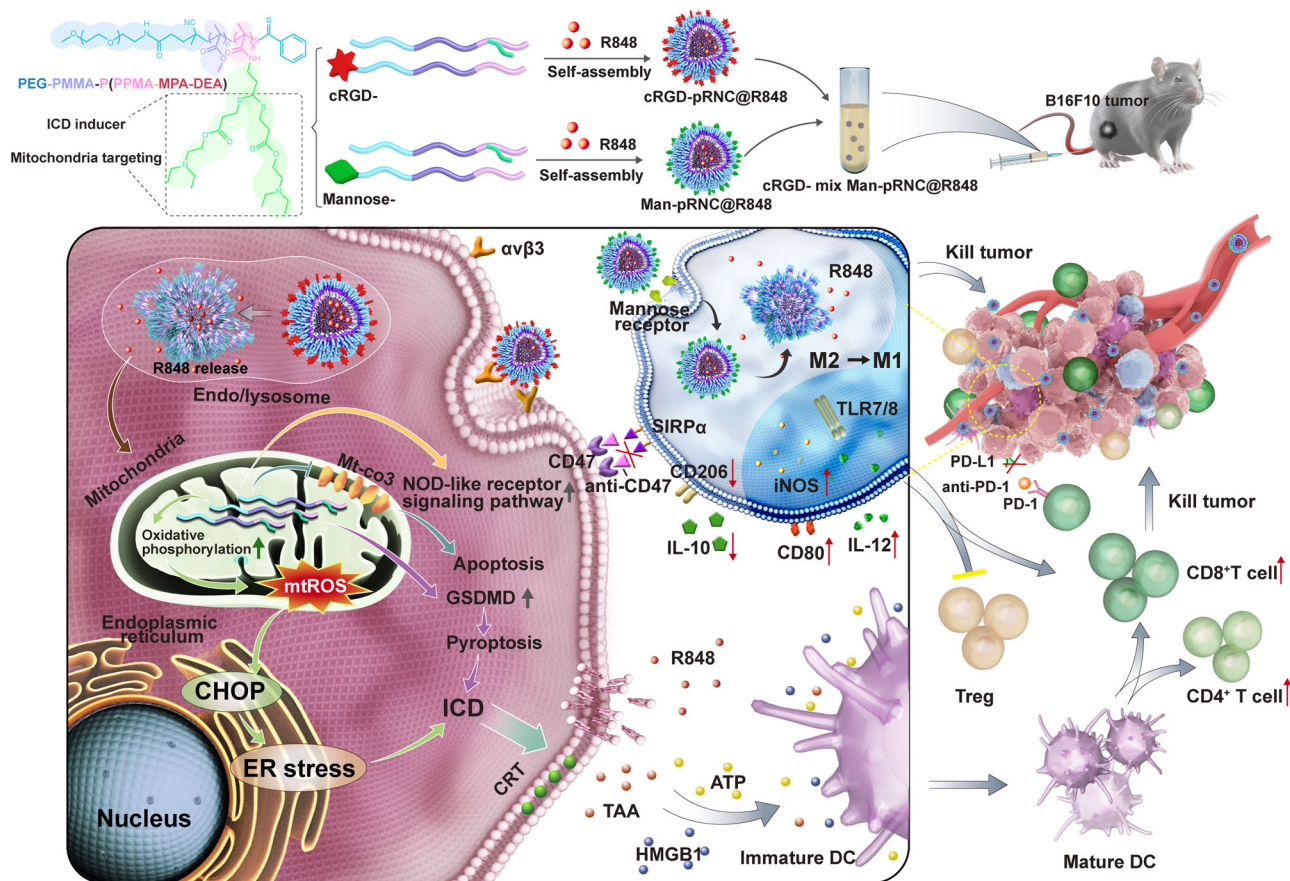 O
O
N
H
O
CN
O
O
O
NH
S
S
PEG-PMMA-P(PPMA-MPA-DEA)
ICD inducer
Mitochondria targeting
S
S
O
O
O
O
N
N
cRGD-
R848
Self-assembly
cRGD-pRNC@R848
Mannose-
R848
Self-assembly
Man-pRNC@R848
cRGD- mix Man-pRNC@R848
B16F10 tumor
R848 release
Endo/lysosome
αvβ3
Mannose
receptor
R848
M2
M1
TLR7/8
SIRPα
CD47
anti-CD47
CD206
iNOS
IL-10
CD80
IL-12
Mitochondria
Mt-co3
NOD-like receptor
signaling pathway
Oxidative
phosphorylation
mtROS
Apoptosis
GSDMD
Pyroptosis
ICD
Endoplasmic
reticulum
CHOP
ER stress
Nucleus
CRT
R848
TAA
ATP
HMGB1
Immature DC
Kill tumor
PD-L1
anti-PD-1
PD-1
Kill tumor
CD8⁺T cell
Treg
CD4⁺ T cell
Mature DC